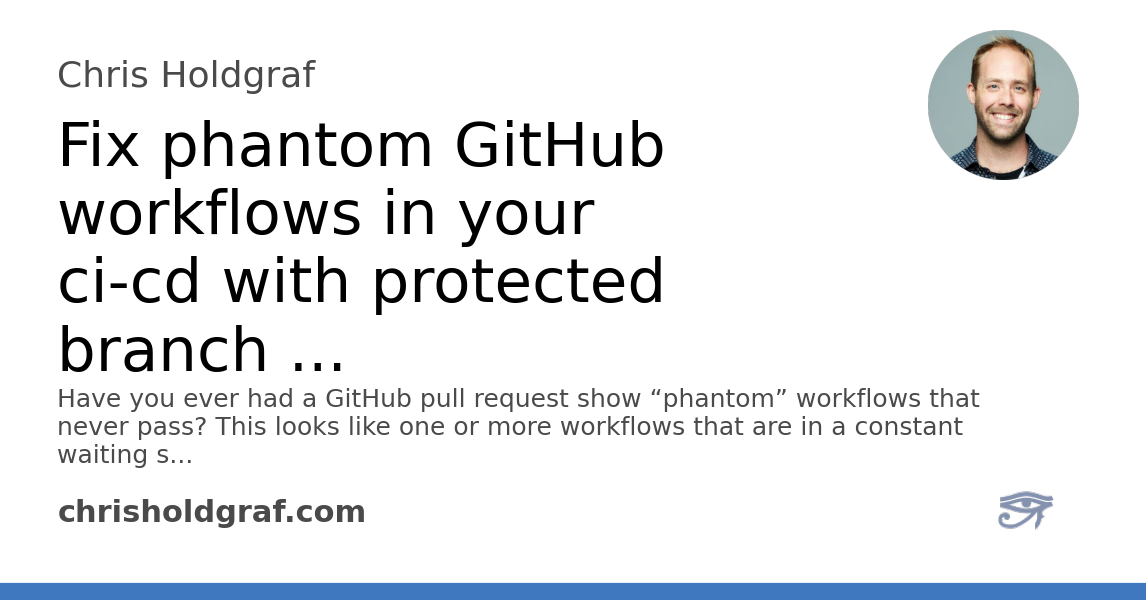 Chris Holdgraf
Fix phantom GitHub
workflows in your
ci-cd with protected
branch ...
Have you ever had a GitHub pull request show “phantom” workflows that
never pass? This looks like one or more workflows that are in a constant
waiting s...
chrisholdgraf.com